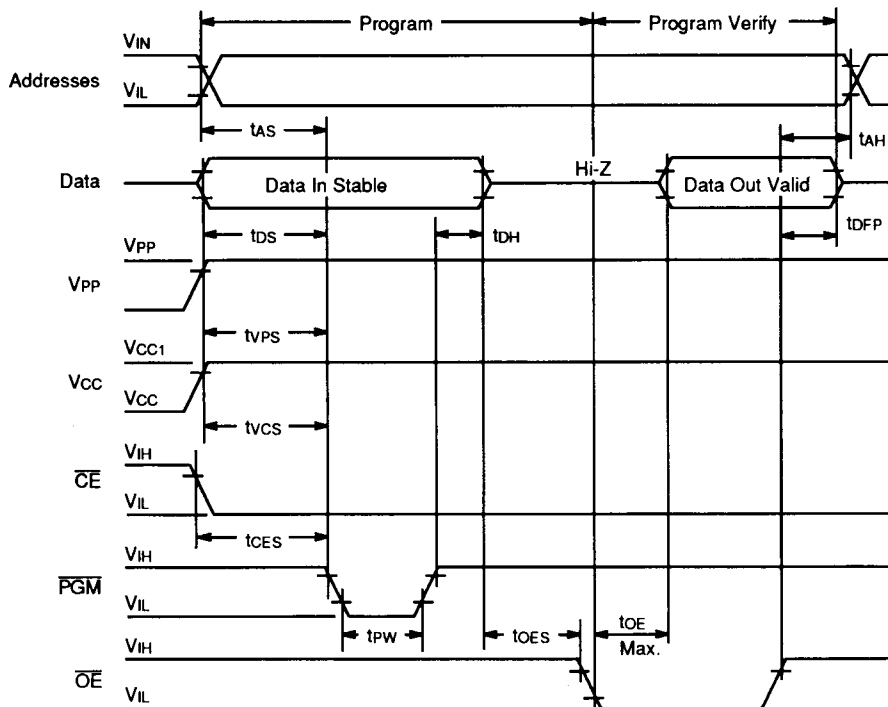 Program
Program Verify
VIN
Addresses
VIL
tAS
tAH
Hi-Z
Data
Data In Stable
Data Out Valid
tDS
tDH
tDFP
VPP
VPP
tVPS
VCC1
VCC
VCC
tVCS
VIH
CE
VIL
tCES
VIH
PGM
VIL
tPW
tOES
tOE
Max.
VIH
OE
VIL